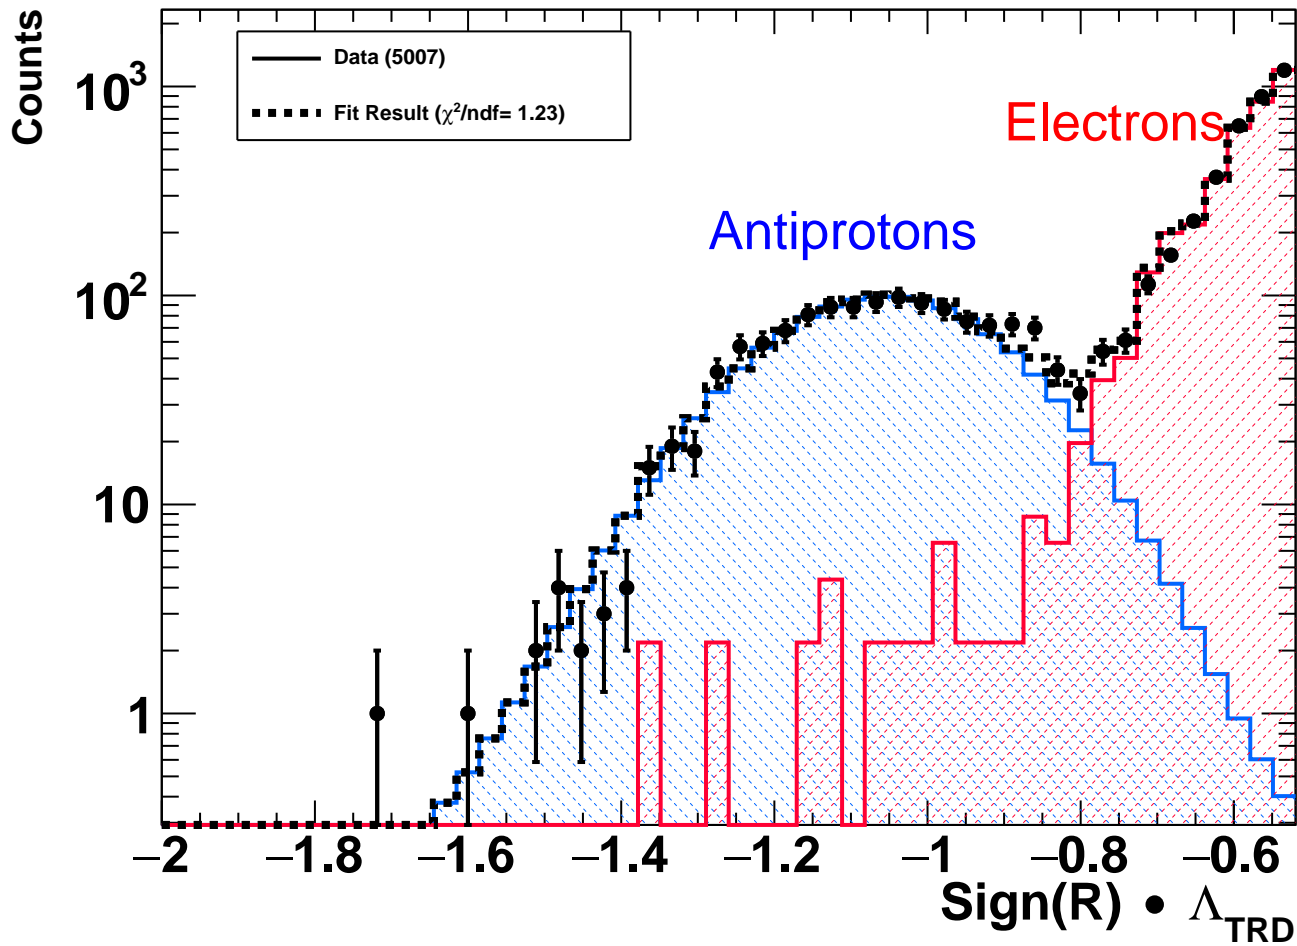 Counts
Data (5007)
Fit Result (χ²/ndf= 1.23)
Electrons
Antiprotons
10³
10²
10
1
−2 −1.8 −1.6 −1.4 −1.2 −1 −0.8 −0.6
Sign(R) • Λ_TRD